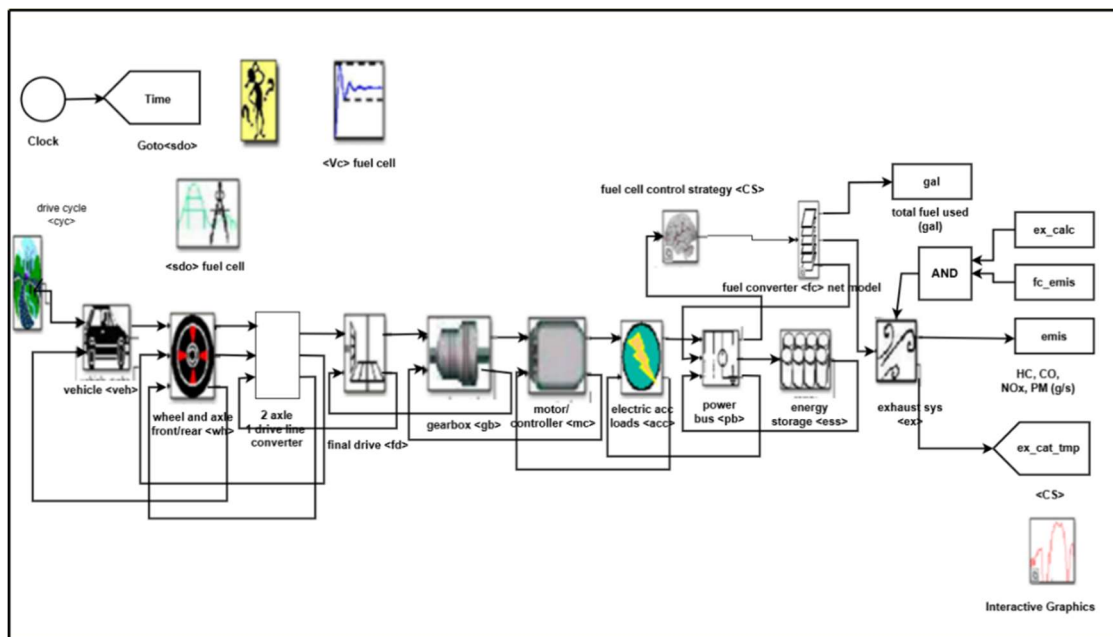 Time
Clock
Goto<sdo>
<Vc> fuel cell
<sdo> fuel cell
drive cycle
<cyc>
fuel cell control strategy <CS>
gal
total fuel used
(gal)
ex_calc
AND
fc_emis
fuel converter <fc> net model
emis
HC, CO,
NOx, PM (g/s)
vehicle <veh>
wheel and axle
front/rear <wh>
2 axle
1 drive line
converter
final drive <fd>
gearbox <gb>
motor/
controller <mc>
electric acc
loads <acc>
power
bus <pb>
energy
storage <ess>
exhaust sys
<ex>
ex_cat_tmp
<CS>
Interactive Graphics